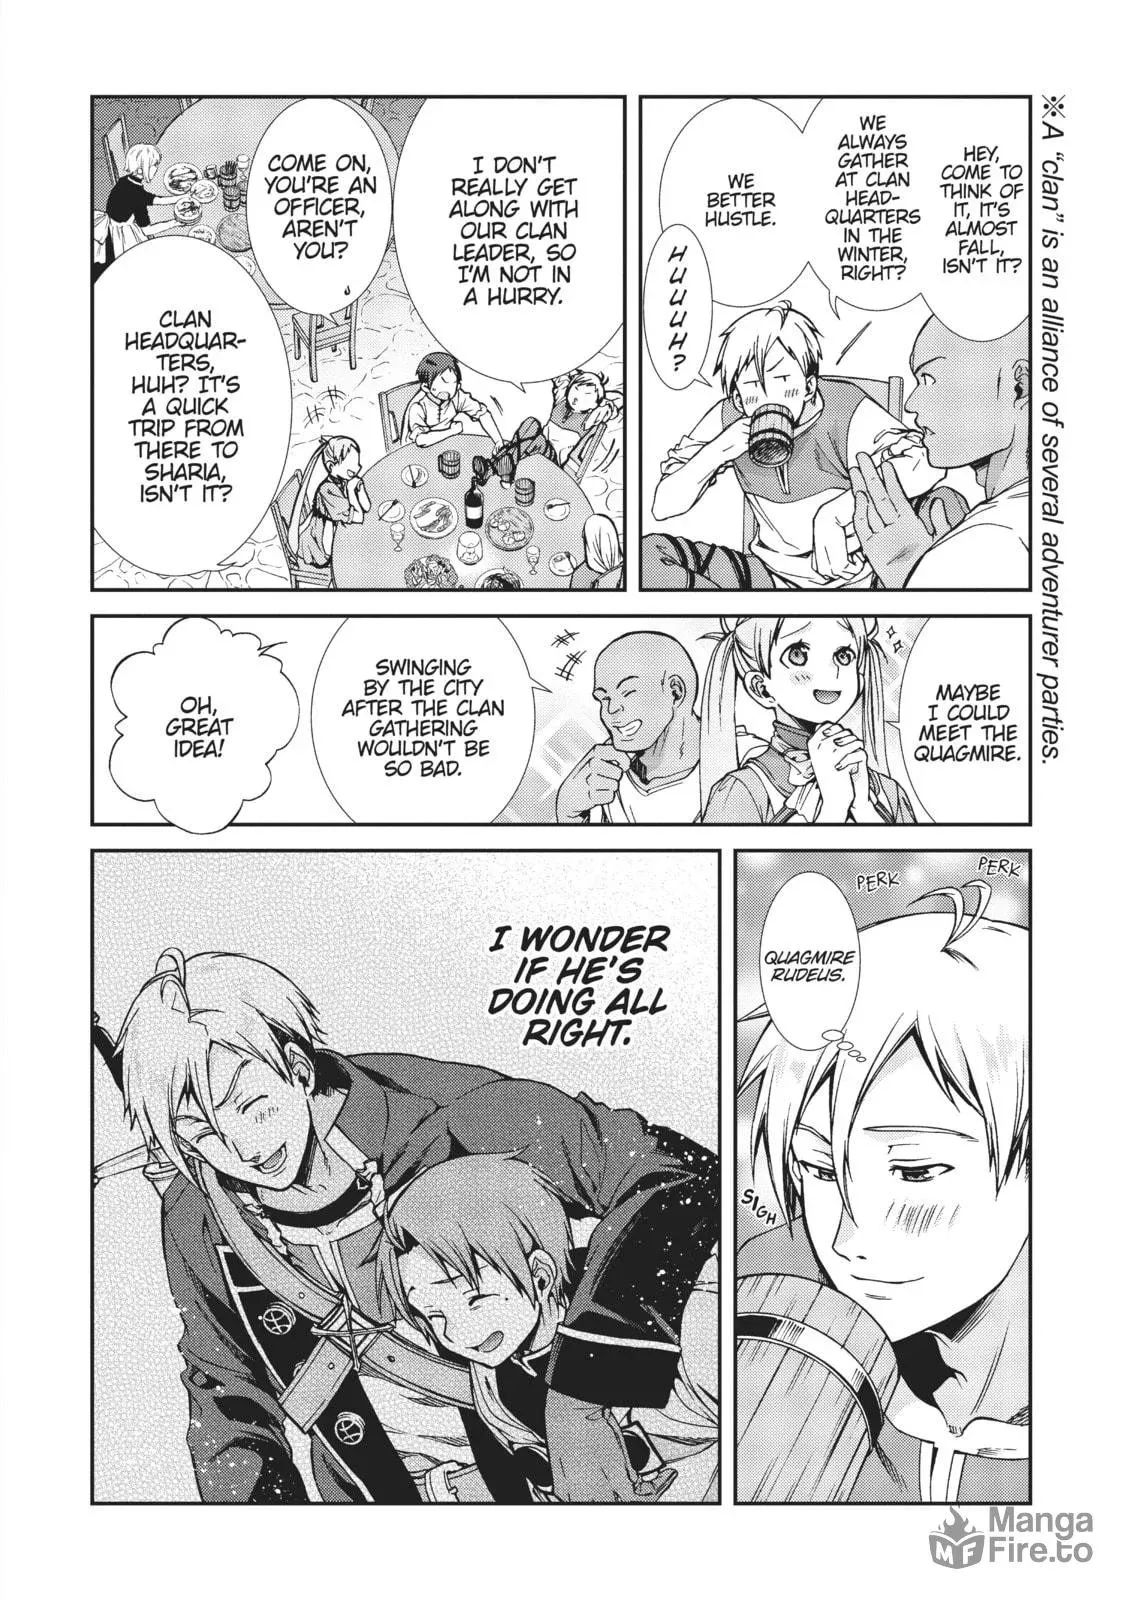 ※A "clan" is an alliance of several adventurer parties.
HEY,
COME TO
THINK OF
IT, IT'S
ALMOST
FALL,
ISN'T IT?
WE
ALWAYS
GATHER
AT CLAN
HEAD-
QUARTERS
IN THE
WINTER,
RIGHT?
WE
BETTER
HUSTLE.
HUUUH?
I DON'T
REALLY GET
ALONG WITH
OUR CLAN
LEADER, SO
I'M NOT IN
A HURRY.
COME ON,
YOU'RE AN
OFFICER,
AREN'T
YOU?
CLAN
HEADQUAR-
TERS,
HUH? IT'S
A QUICK
TRIP FROM
THERE TO
SHARIA,
ISN'T IT?
MAYBE
I COULD
MEET THE
QUAGMIRE.
SWINGING
BY THE CITY
AFTER THE CLAN
GATHERING
WOULDN'T BE
SO BAD.
OH,
GREAT
IDEA!
PERK
PERK
QUAGMIRE
RUDEUS.
SIGH
I WONDER
IF HE'S
DOING ALL
RIGHT.
MF
Manga
Fire.to